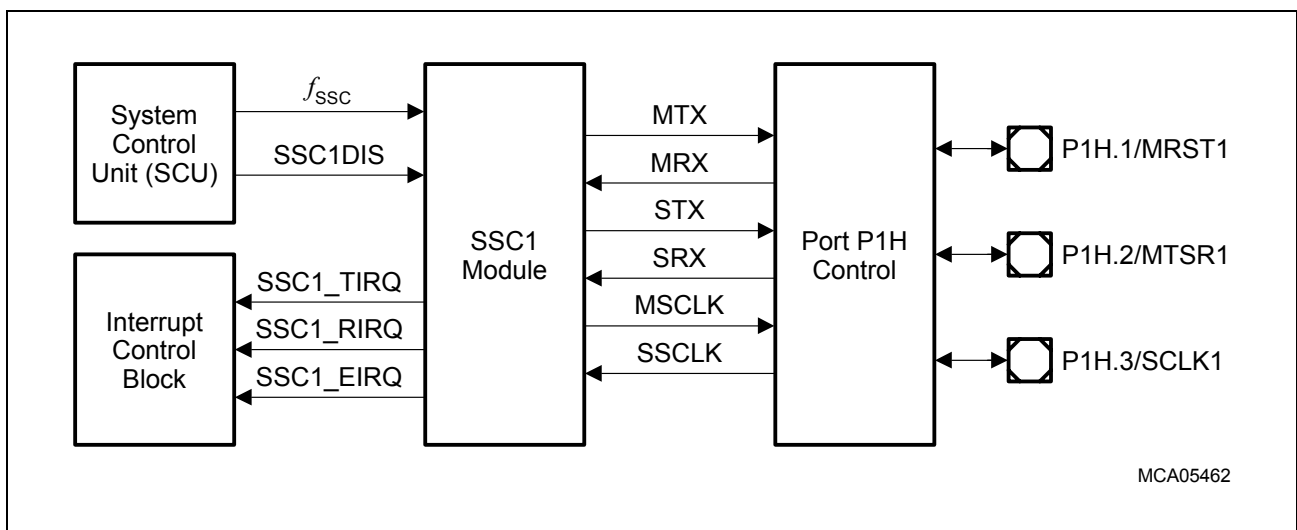 System
Control
Unit (SCU)
fSSC
SSC1DIS
Interrupt
Control
Block
SSC1_TIRQ
SSC1_RIRQ
SSC1_EIRQ
SSC1
Module
MTX
MRX
STX
SRX
MSCLK
SSCLK
Port P1H
Control
P1H.1/MRST1
P1H.2/MTSR1
P1H.3/SCLK1
MCA05462